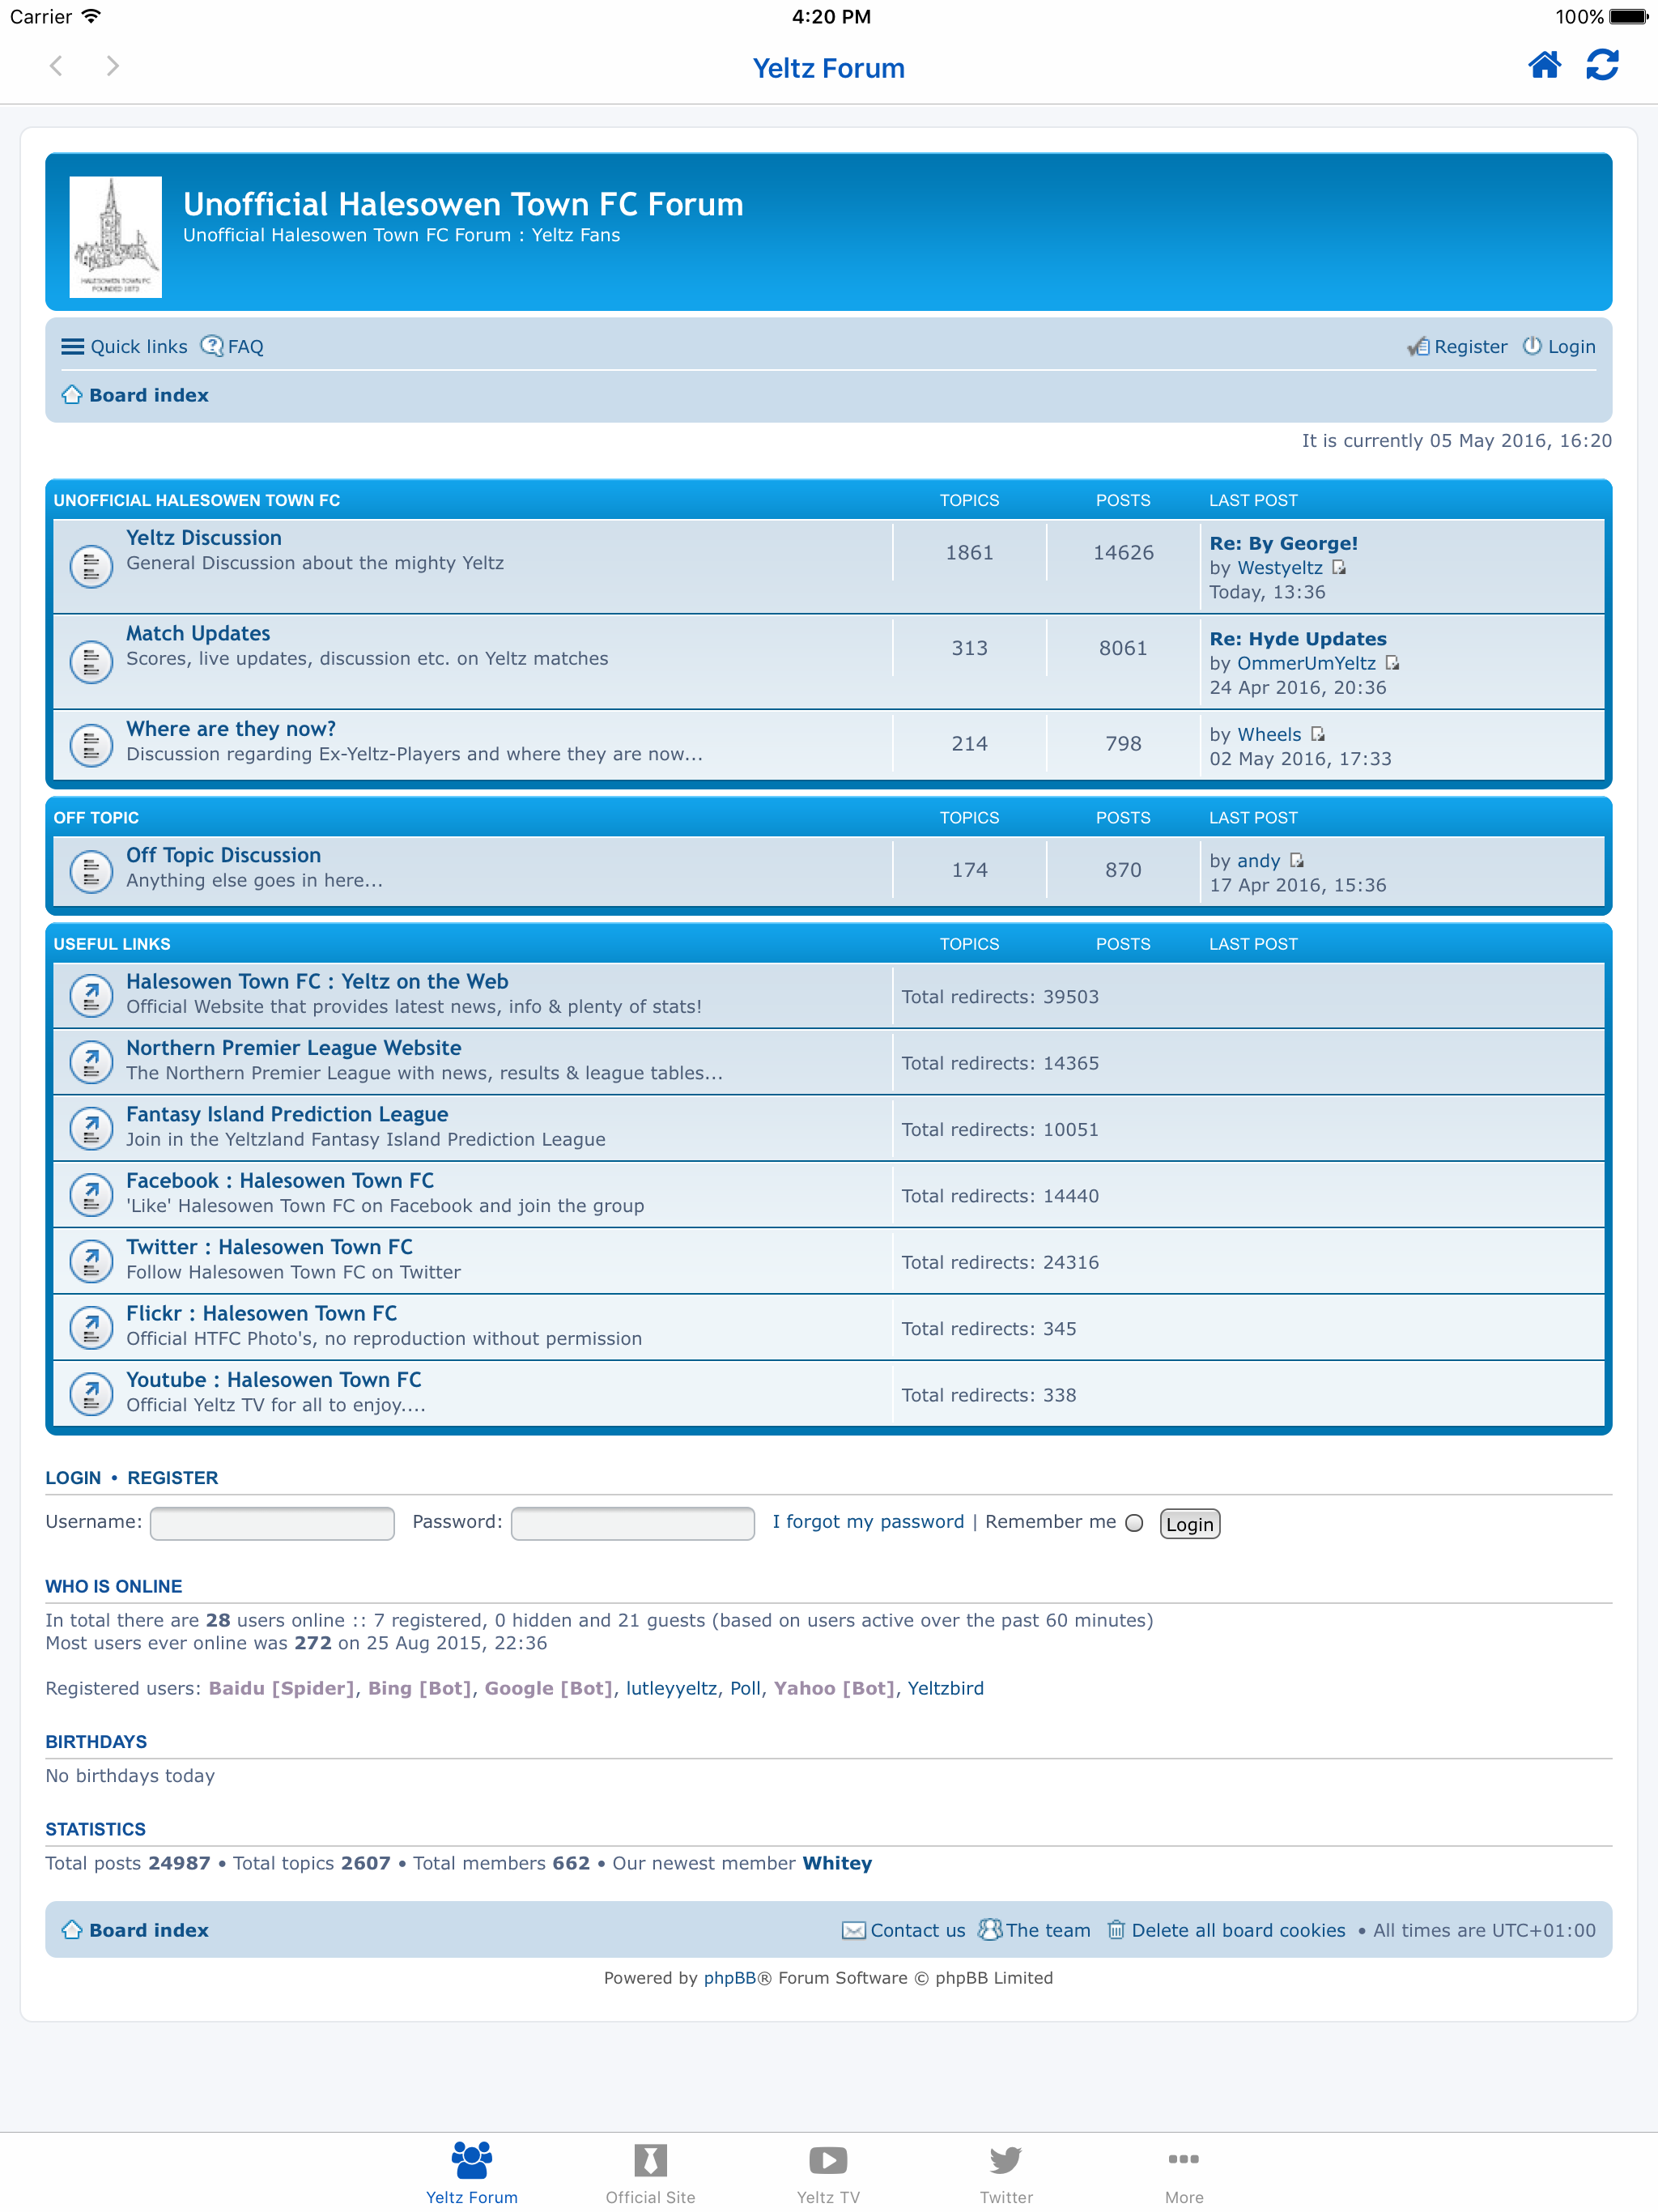 Carrier 4:20 PM 100%
Yeltz Forum
HALESOWEN TOWN FC
FOUNDED 1873
Unofficial Halesowen Town FC Forum
Unofficial Halesowen Town FC Forum : Yeltz Fans
Quick links FAQ Register Login
Board index
It is currently 05 May 2016, 16:20
UNOFFICIAL HALESOWEN TOWN FC TOPICS POSTS LAST POST
Yeltz Discussion
General Discussion about the mighty Yeltz
1861 14626
Re: By George!
by Westyeltz
Today, 13:36
Match Updates
Scores, live updates, discussion etc. on Yeltz matches
313 8061
Re: Hyde Updates
by OmmerUmYeltz
24 Apr 2016, 20:36
Where are they now?
Discussion regarding Ex-Yeltz-Players and where they are now...
214 798
by Wheels
02 May 2016, 17:33
OFF TOPIC TOPICS POSTS LAST POST
Off Topic Discussion
Anything else goes in here...
174 870
by andy
17 Apr 2016, 15:36
USEFUL LINKS TOPICS POSTS LAST POST
Halesowen Town FC : Yeltz on the Web
Official Website that provides latest news, info & plenty of stats!
Total redirects: 39503
Northern Premier League Website
The Northern Premier League with news, results & league tables...
Total redirects: 14365
Fantasy Island Prediction League
Join in the Yeltzland Fantasy Island Prediction League
Total redirects: 10051
Facebook : Halesowen Town FC
'Like' Halesowen Town FC on Facebook and join the group
Total redirects: 14440
Twitter : Halesowen Town FC
Follow Halesowen Town FC on Twitter
Total redirects: 24316
Flickr : Halesowen Town FC
Official HTFC Photo's, no reproduction without permission
Total redirects: 345
Youtube : Halesowen Town FC
Official Yeltz TV for all to enjoy....
Total redirects: 338
LOGIN • REGISTER
Username: Password: I forgot my password | Remember me Login
WHO IS ONLINE
In total there are 28 users online :: 7 registered, 0 hidden and 21 guests (based on users active over the past 60 minutes)
Most users ever online was 272 on 25 Aug 2015, 22:36
Registered users: Baidu [Spider], Bing [Bot], Google [Bot], lutleyyeltz, Poll, Yahoo [Bot], Yeltzbird
BIRTHDAYS
No birthdays today
STATISTICS
Total posts 24987 • Total topics 2607 • Total members 662 • Our newest member Whitey
Board index Contact us The team Delete all board cookies • All times are UTC+01:00
Powered by phpBB® Forum Software © phpBB Limited
Yeltz Forum Official Site Yeltz TV Twitter More